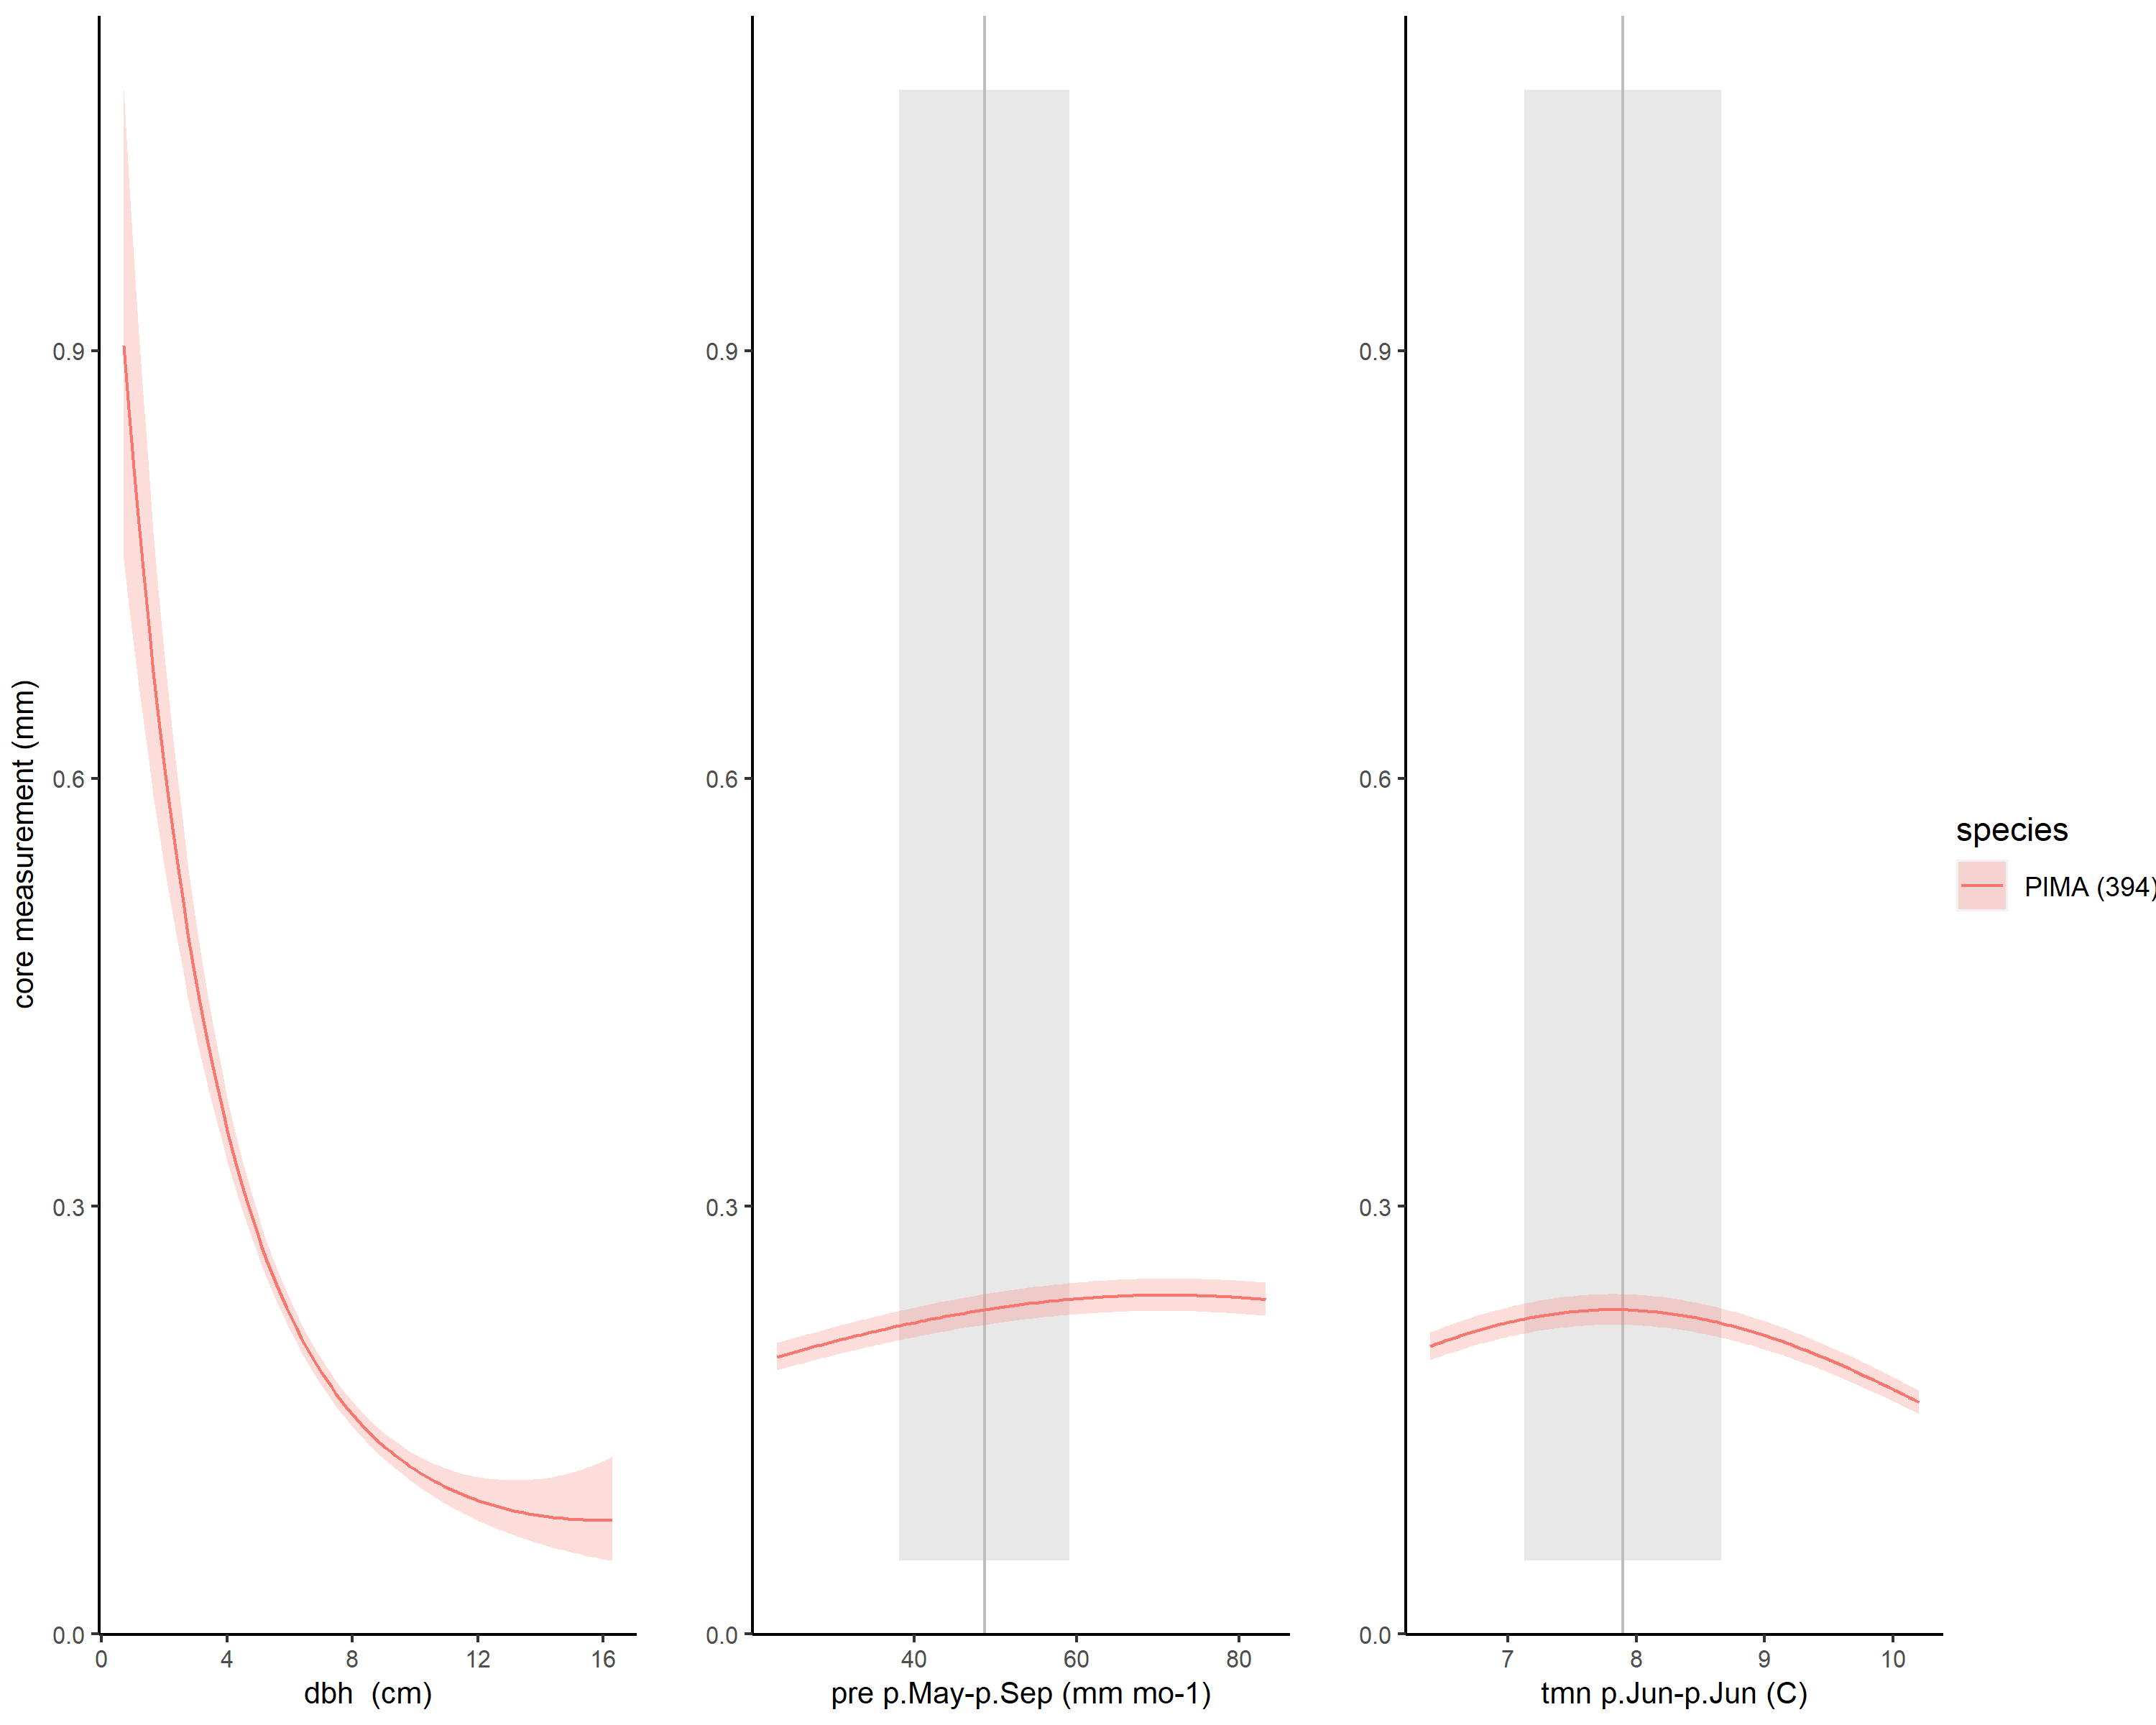 core measurement (mm)
0.9
0.6
0.3
0.0
0 4 8 12 16
dbh (cm)
0.9
0.6
0.3
0.0
40 60 80
pre p.May-p.Sep (mm mo-1)
0.9
0.6
0.3
0.0
7 8 9 10
tmn p.Jun-p.Jun (C)
species
PIMA (394)